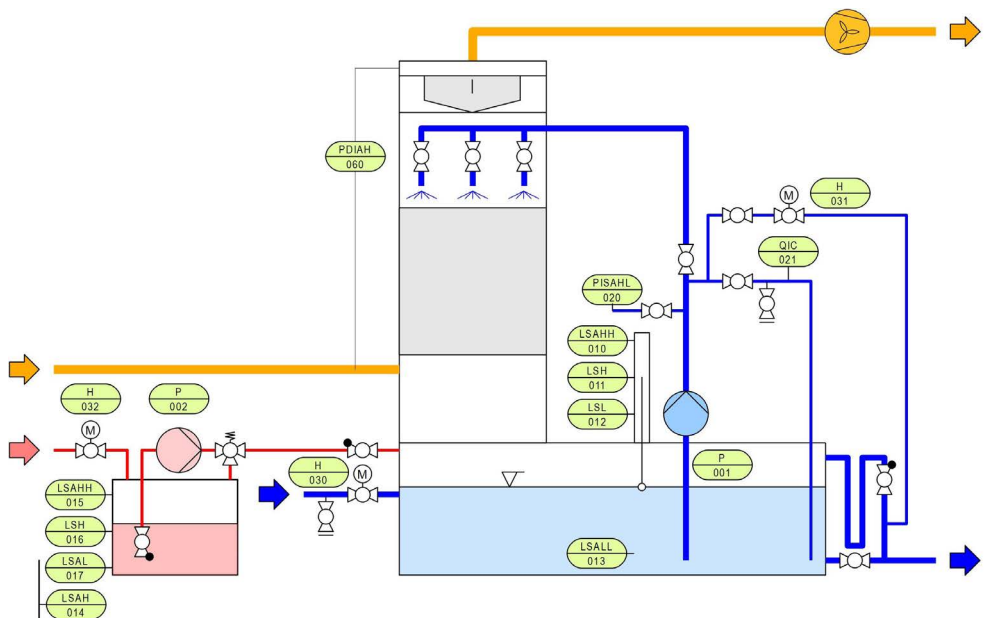 PDIAH
060
H
031
QIC
021
PISAHL
020
LSAHH
010
LSH
011
LSL
012
H
032
P
002
M
M
H
030
M
P
001
LSAHH
015
LSH
016
LSAL
017
LSAH
014
LSALL
013